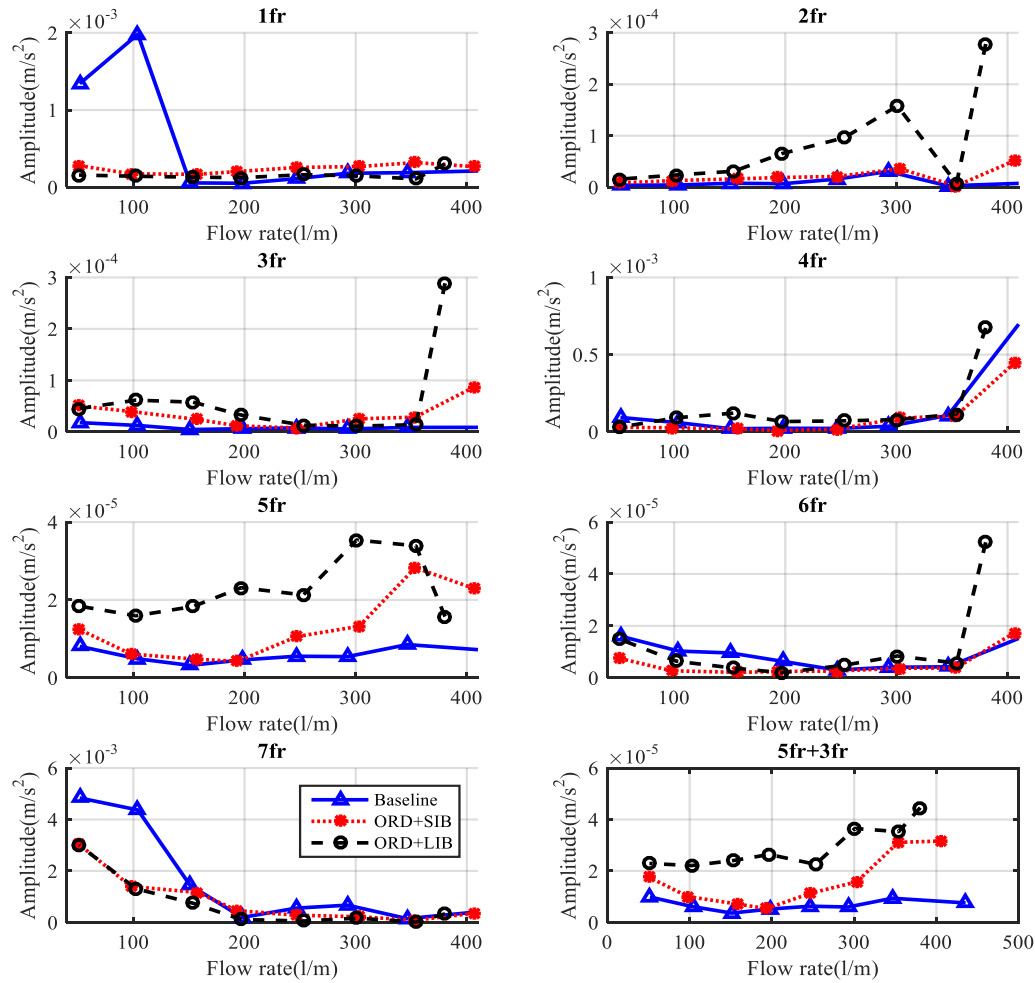 ×10⁻³ 1fr
2
1
0
Amplitude(m/s²)
100 200 300 400
Flow rate(l/m)
×10⁻⁴ 2fr
3
2
1
0
Amplitude(m/s²)
100 200 300 400
Flow rate(l/m)
×10⁻⁴ 3fr
3
2
1
0
Amplitude(m/s²)
100 200 300 400
Flow rate(l/m)
×10⁻³ 4fr
1
0.5
0
Amplitude(m/s²)
100 200 300 400
Flow rate(l/m)
×10⁻⁵ 5fr
4
2
0
Amplitude(m/s²)
100 200 300 400
Flow rate(l/m)
×10⁻⁵ 6fr
6
4
2
0
Amplitude(m/s²)
100 200 300 400
Flow rate(l/m)
×10⁻³ 7fr
6
4
2
0
Amplitude(m/s²)
Baseline
ORD+SIB
ORD+LIB
100 200 300 400
Flow rate(l/m)
×10⁻⁵ 5fr+3fr
6
4
2
0
Amplitude(m/s²)
0 100 200 300 400 500
Flow rate(l/m)